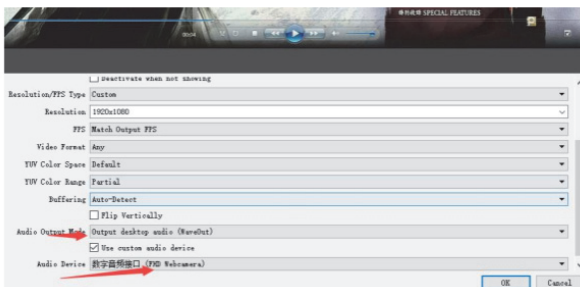 SPECIAL FEATURES
00:04
Deactivate when not showing
Resolution/FPS Type Custom
Resolution 1920x1080
FPS Match Output FPS
Video Format Any
YUV Color Space Default
YUV Color Range Partial
Buffering Auto-Detect
Flip Vertically
Audio Output Mode Output desktop audio (WaveOut)
Use custom audio device
Audio Device 数字音频接口 (FHD Webcamera)
OK Cancel